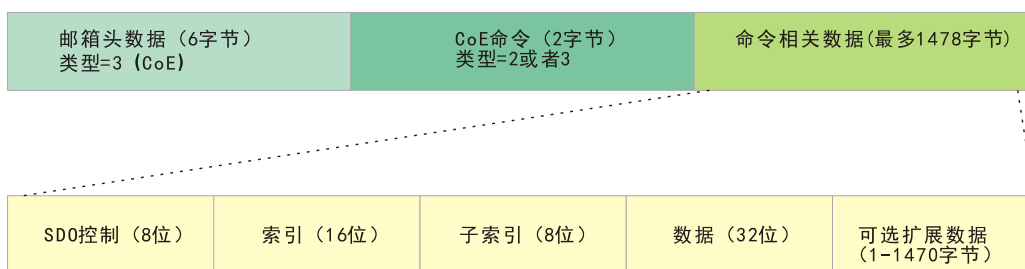 邮箱头数据（6字节）
类型=3（CoE）
CoE命令（2字节）
类型=2或者3
命令相关数据(最多1478字节)
SDO控制（8位）
索引（16位）
子索引（8位）
数据（32位）
可选扩展数据
（1-1470字节）